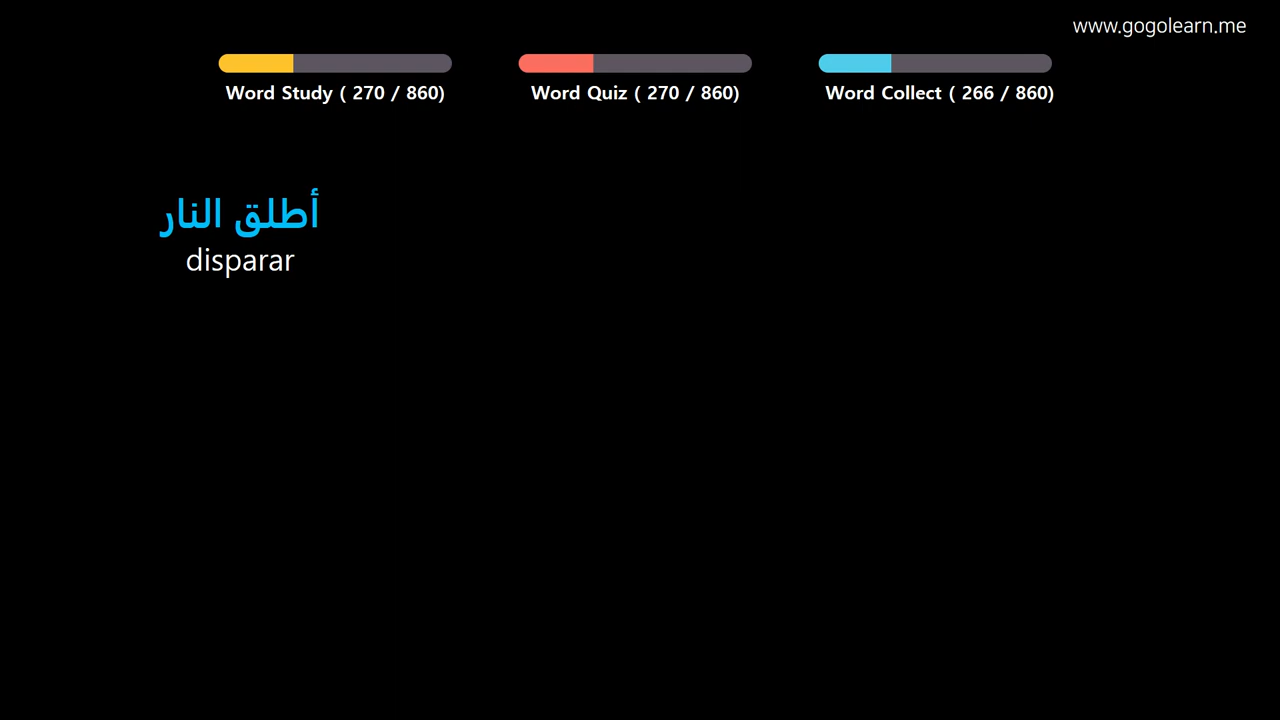 www.gogolearn.me
Word Study ( 270 / 860)
Word Quiz ( 270 / 860)
Word Collect ( 266 / 860)
أطلق النار
disparar